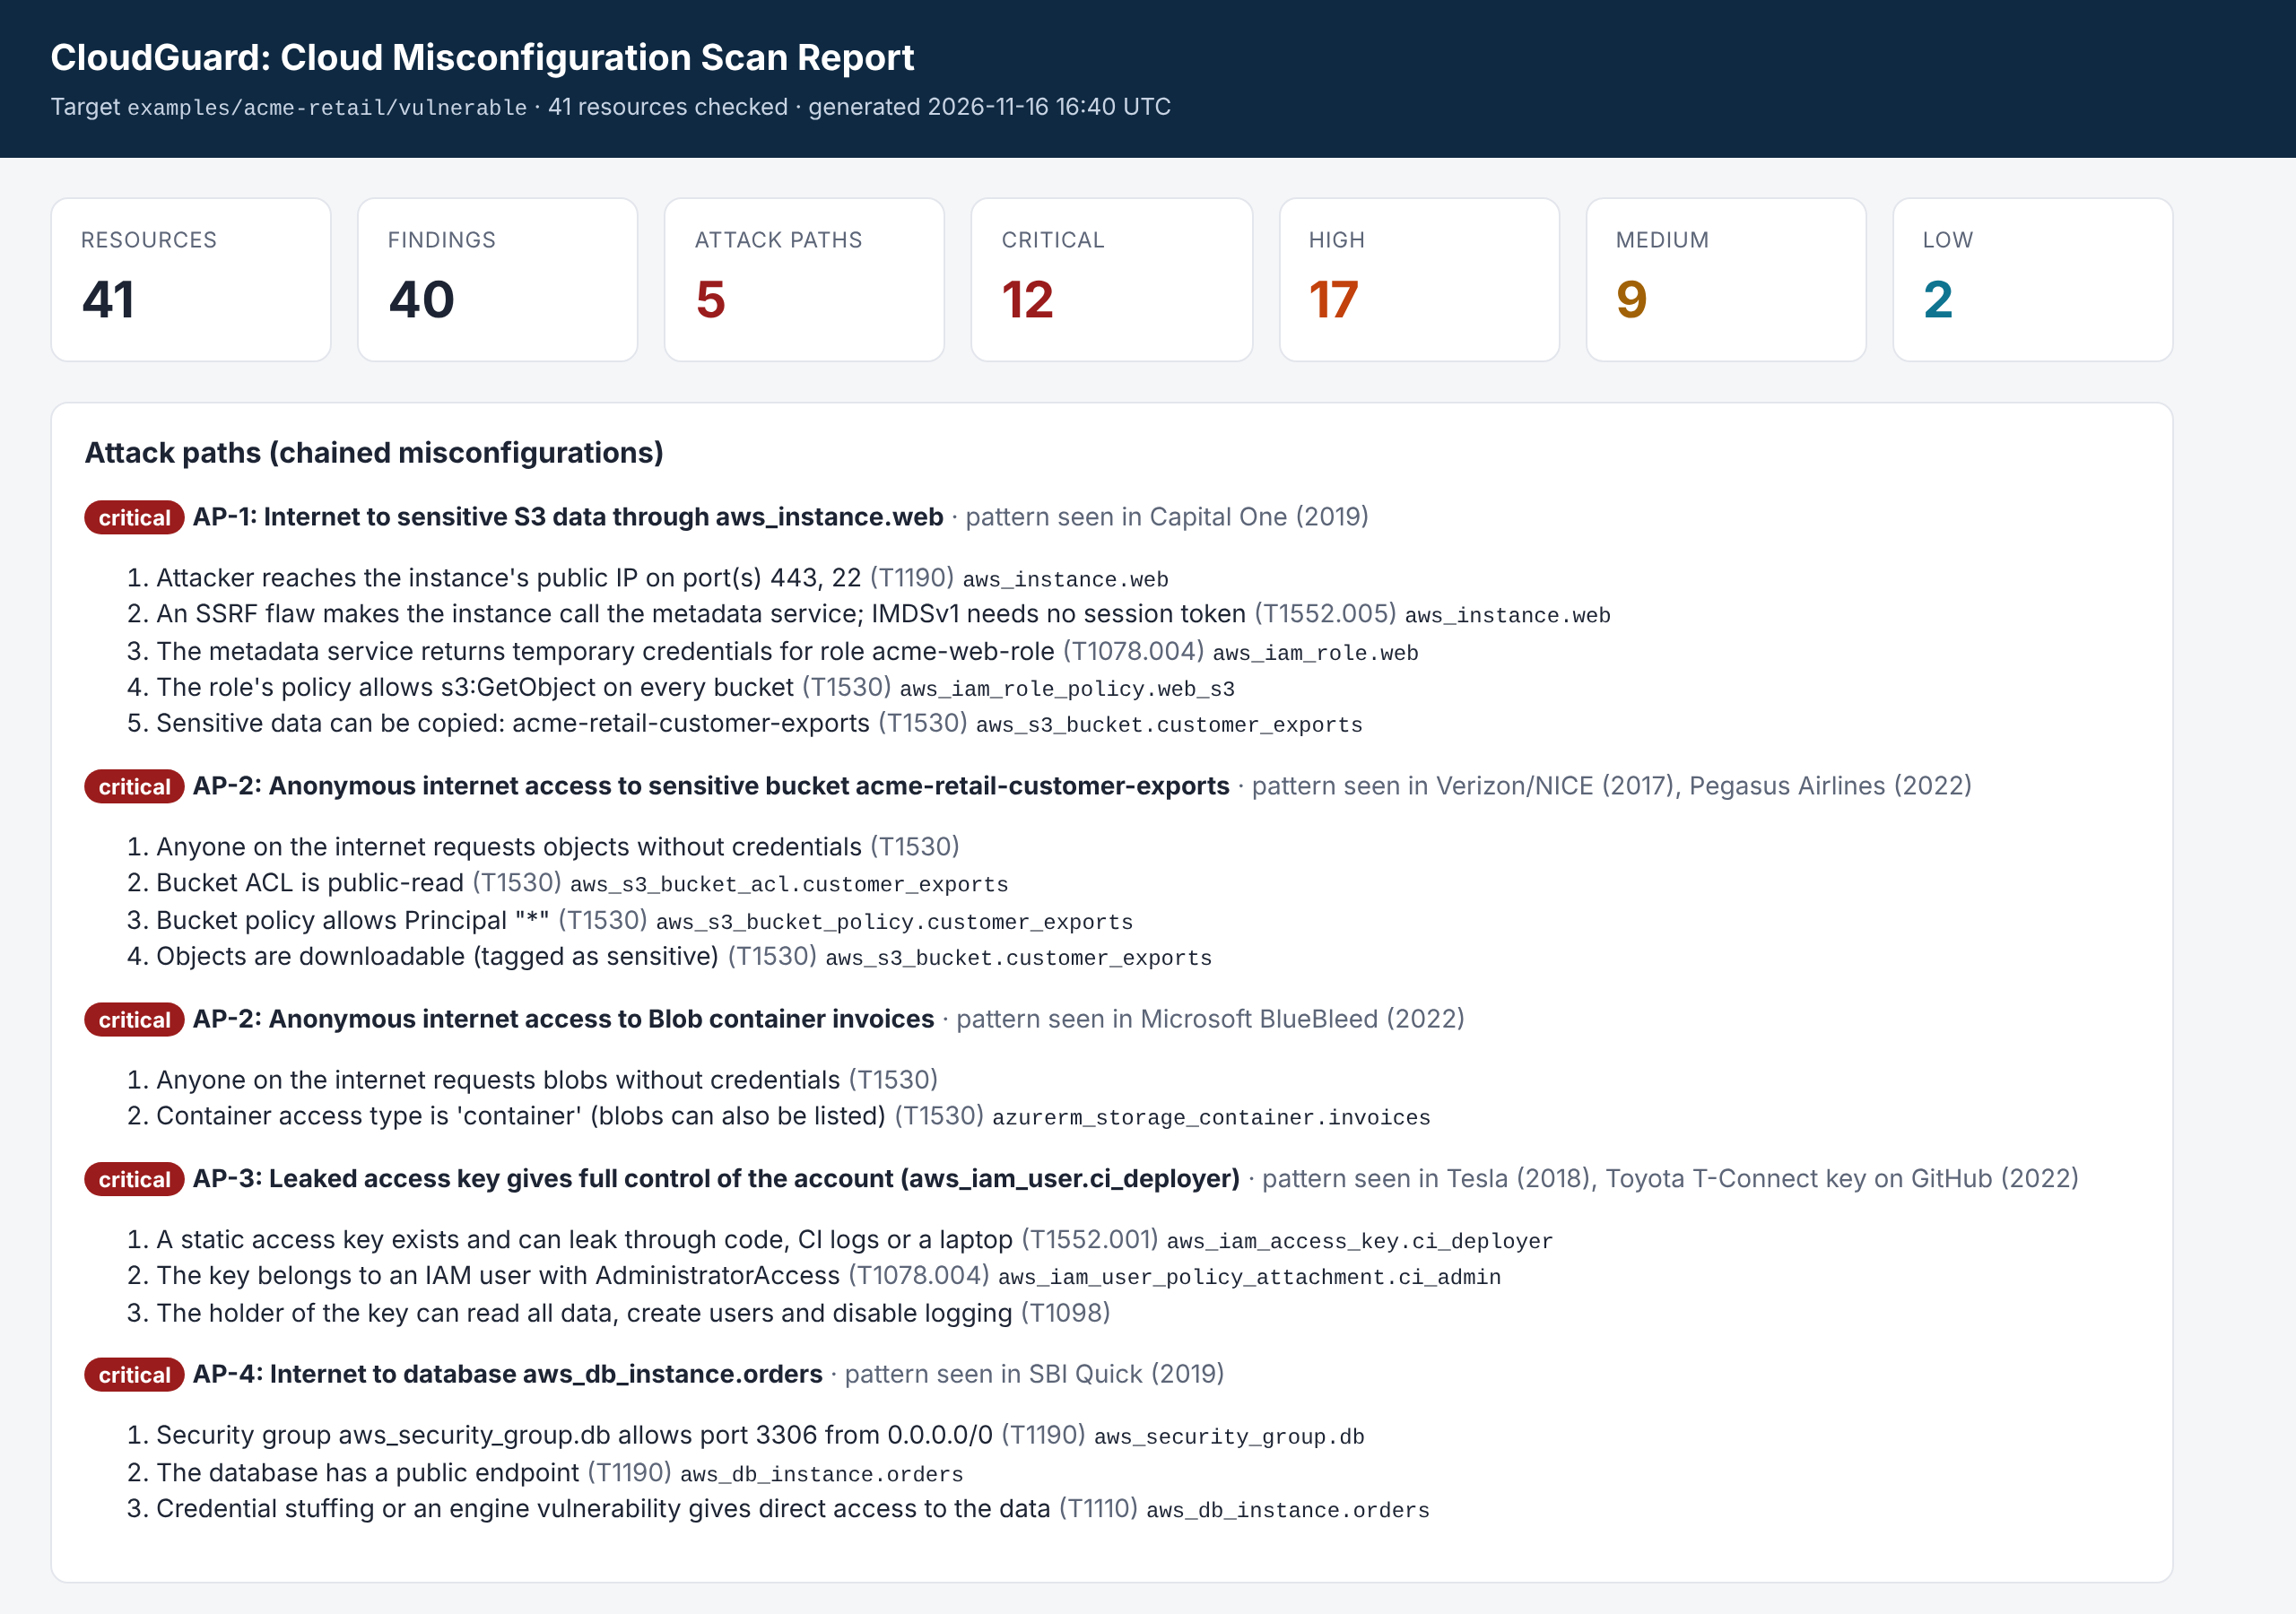 CloudGuard: Cloud Misconfiguration Scan Report
Target examples/acme-retail/vulnerable · 41 resources checked · generated 2026-11-16 16:40 UTC
RESOURCES
41
FINDINGS
40
ATTACK PATHS
5
CRITICAL
12
HIGH
17
MEDIUM
9
LOW
2
Attack paths (chained misconfigurations)
critical AP-1: Internet to sensitive S3 data through aws_instance.web · pattern seen in Capital One (2019)
1. Attacker reaches the instance's public IP on port(s) 443, 22 (T1190) aws_instance.web
2. An SSRF flaw makes the instance call the metadata service; IMDSv1 needs no session token (T1552.005) aws_instance.web
3. The metadata service returns temporary credentials for role acme-web-role (T1078.004) aws_iam_role.web
4. The role's policy allows s3:GetObject on every bucket (T1530) aws_iam_role_policy.web_s3
5. Sensitive data can be copied: acme-retail-customer-exports (T1530) aws_s3_bucket.customer_exports
critical AP-2: Anonymous internet access to sensitive bucket acme-retail-customer-exports · pattern seen in Verizon/NICE (2017), Pegasus Airlines (2022)
1. Anyone on the internet requests objects without credentials (T1530)
2. Bucket ACL is public-read (T1530) aws_s3_bucket_acl.customer_exports
3. Bucket policy allows Principal "*" (T1530) aws_s3_bucket_policy.customer_exports
4. Objects are downloadable (tagged as sensitive) (T1530) aws_s3_bucket.customer_exports
critical AP-2: Anonymous internet access to Blob container invoices · pattern seen in Microsoft BlueBleed (2022)
1. Anyone on the internet requests blobs without credentials (T1530)
2. Container access type is 'container' (blobs can also be listed) (T1530) azurerm_storage_container.invoices
critical AP-3: Leaked access key gives full control of the account (aws_iam_user.ci_deployer) · pattern seen in Tesla (2018), Toyota T-Connect key on GitHub (2022)
1. A static access key exists and can leak through code, CI logs or a laptop (T1552.001) aws_iam_access_key.ci_deployer
2. The key belongs to an IAM user with AdministratorAccess (T1078.004) aws_iam_user_policy_attachment.ci_admin
3. The holder of the key can read all data, create users and disable logging (T1098)
critical AP-4: Internet to database aws_db_instance.orders · pattern seen in SBI Quick (2019)
1. Security group aws_security_group.db allows port 3306 from 0.0.0.0/0 (T1190) aws_security_group.db
2. The database has a public endpoint (T1190) aws_db_instance.orders
3. Credential stuffing or an engine vulnerability gives direct access to the data (T1110) aws_db_instance.orders